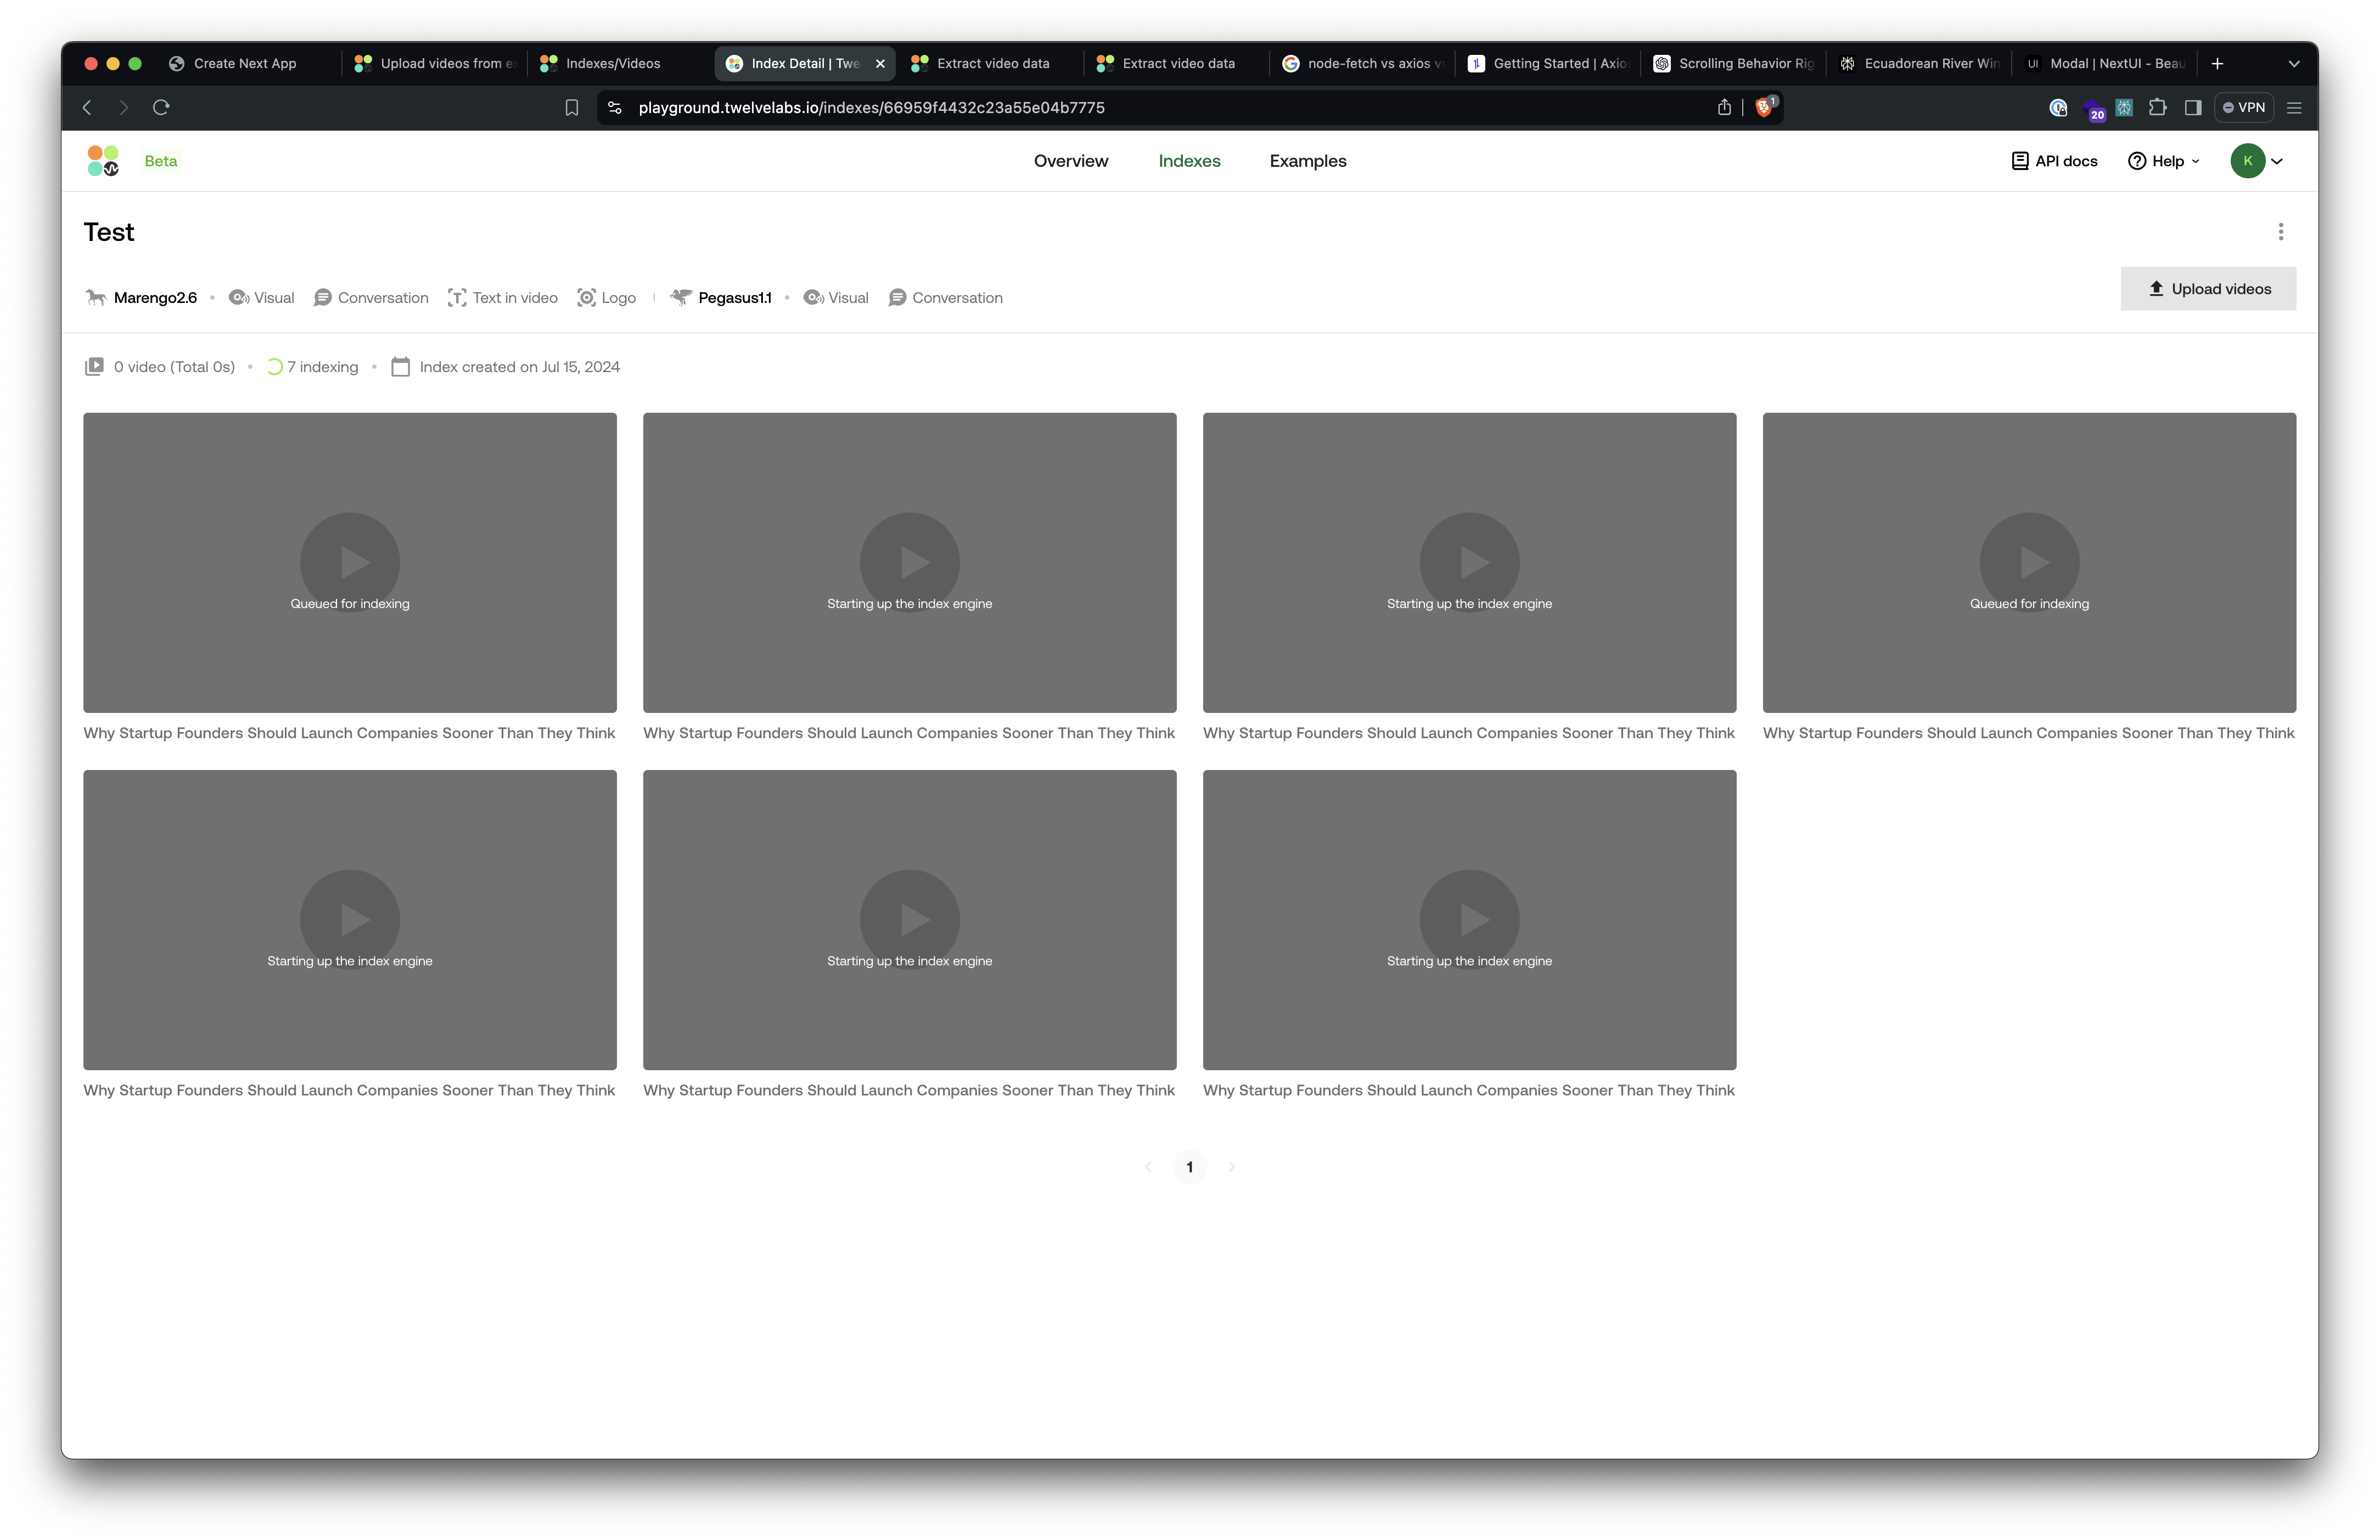 Create Next App
Upload videos from e
Indexes/Videos
Index Detail | Twe
Extract video data
Extract video data
node-fetch vs axios v
Getting Started | Axio
Scrolling Behavior Rig
Ecuadorean River Win
UI
Modal | NextUI - Beau
playground.twelvelabs.io/indexes/66959f4432c23a55e04b7775
1
20
VPN
Beta
Overview
Indexes
Examples
API docs
Help
K
Test
Marengo2.6 • Visual Conversation Text in video Logo | Pegasus1.1 • Visual Conversation
Upload videos
0 video (Total 0s) • 7 indexing • Index created on Jul 15, 2024
Queued for indexing
Starting up the index engine
Starting up the index engine
Queued for indexing
Why Startup Founders Should Launch Companies Sooner Than They Think
Why Startup Founders Should Launch Companies Sooner Than They Think
Why Startup Founders Should Launch Companies Sooner Than They Think
Why Startup Founders Should Launch Companies Sooner Than They Think
Starting up the index engine
Starting up the index engine
Starting up the index engine
Why Startup Founders Should Launch Companies Sooner Than They Think
Why Startup Founders Should Launch Companies Sooner Than They Think
Why Startup Founders Should Launch Companies Sooner Than They Think
1